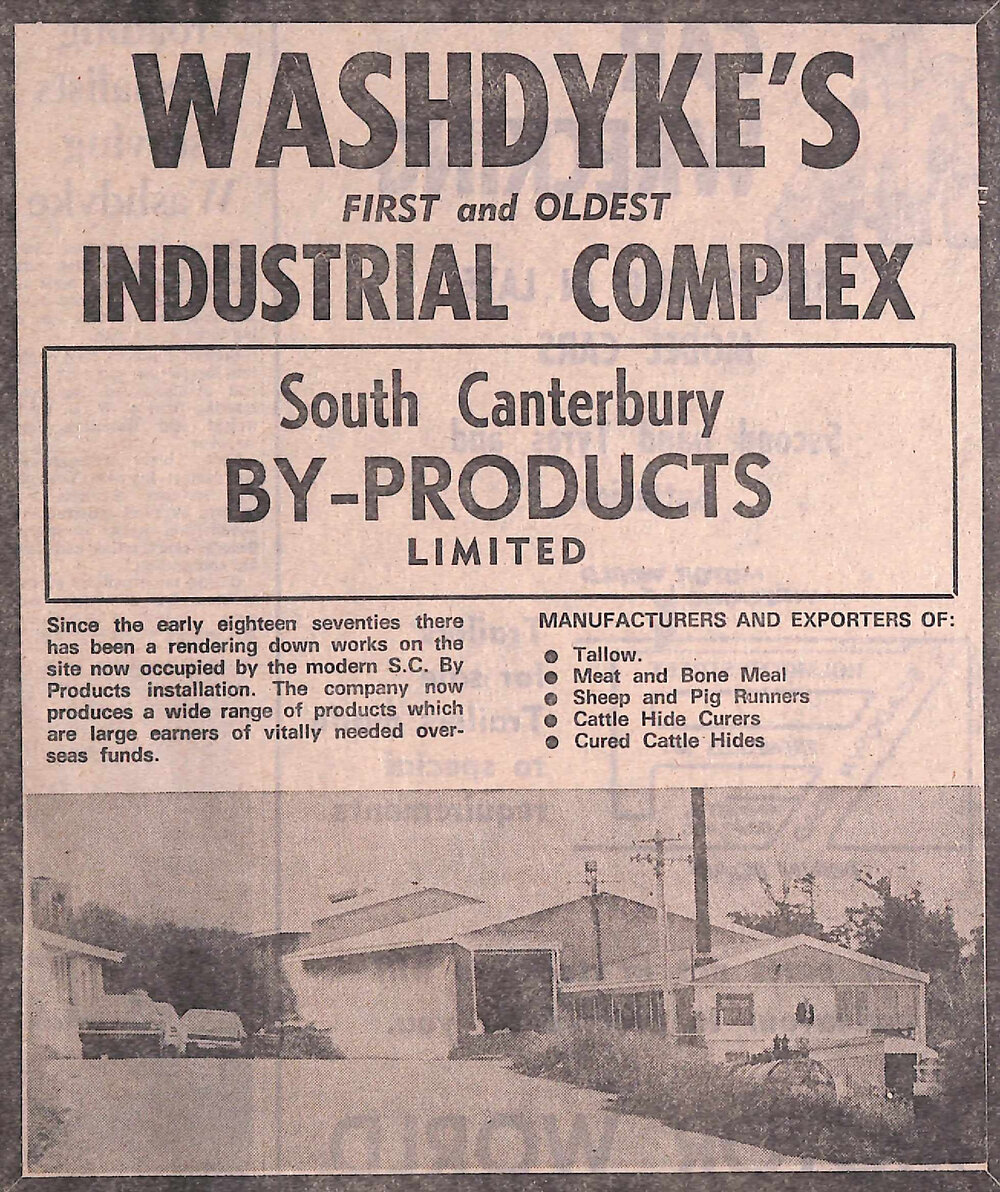 WASHDYKE'S
FIRST and OLDEST
INDUSTRIAL COMPLEX
South Canterbury
BY-PRODUCTS
LIMITED
Since the early eighteen seventies there
has been a rendering down works on the
site now occupied by the modern S.C. By
Products installation. The company now
produces a wide range of products which
are large earners of vitally needed over-
seas funds.
MANUFACTURERS AND EXPORTERS OF:
● Tallow.
● Meat and Bone Meal
● Sheep and Pig Runners
● Cattle Hide Curers
● Cured Cattle Hides